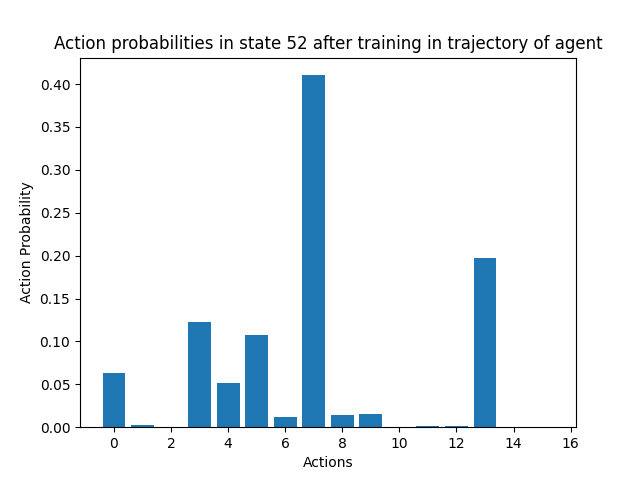 Action probabilities in state 52 after training in trajectory of agent
0.40
0.35
0.30
0.25
0.20
0.15
0.10
0.05
0.00
Action Probability
0 2 4 6 8 10 12 14 16
Actions